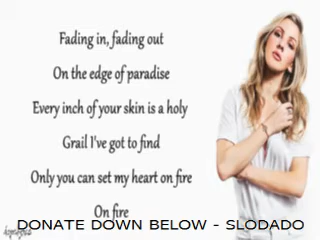 Fading in, fading out
On the edge of paradise
Every inch of your skin is a holy
Grail I've got to find
Only you can set my heart on fire
On fire
DONATE DOWN BELOW - SLODADO